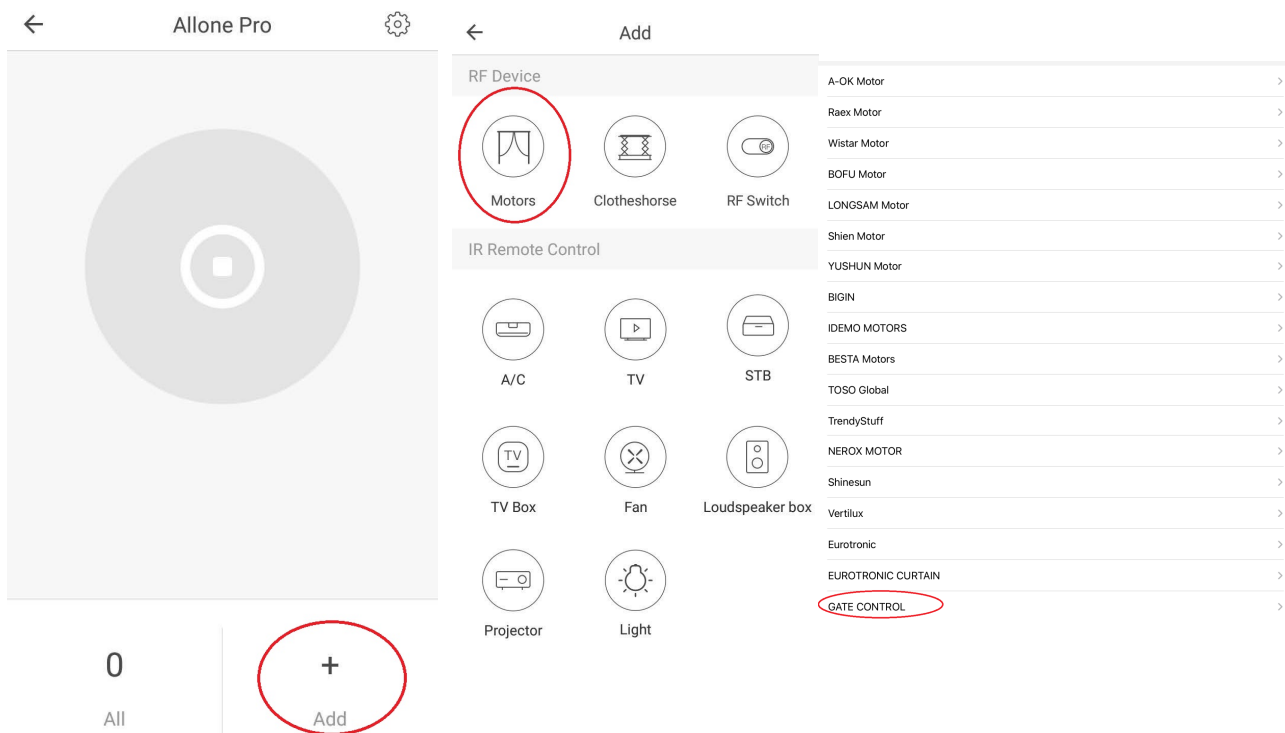 Allone Pro
0
+
All
Add
Add
RF Device
RF
Motors
Clotheshorse
RF Switch
IR Remote Control
A/C
TV
STB
TV
TV Box
Fan
Loudspeaker box
Projector
Light
A-OK Motor
Raex Motor
Wistar Motor
BOFU Motor
LONGSAM Motor
Shien Motor
YUSHUN Motor
BIGIN
IDEMO MOTORS
BESTA Motors
TOSO Global
TrendyStuff
NEROX MOTOR
Shinesun
Vertilux
Eurotronic
EUROTRONIC CURTAIN
GATE CONTROL